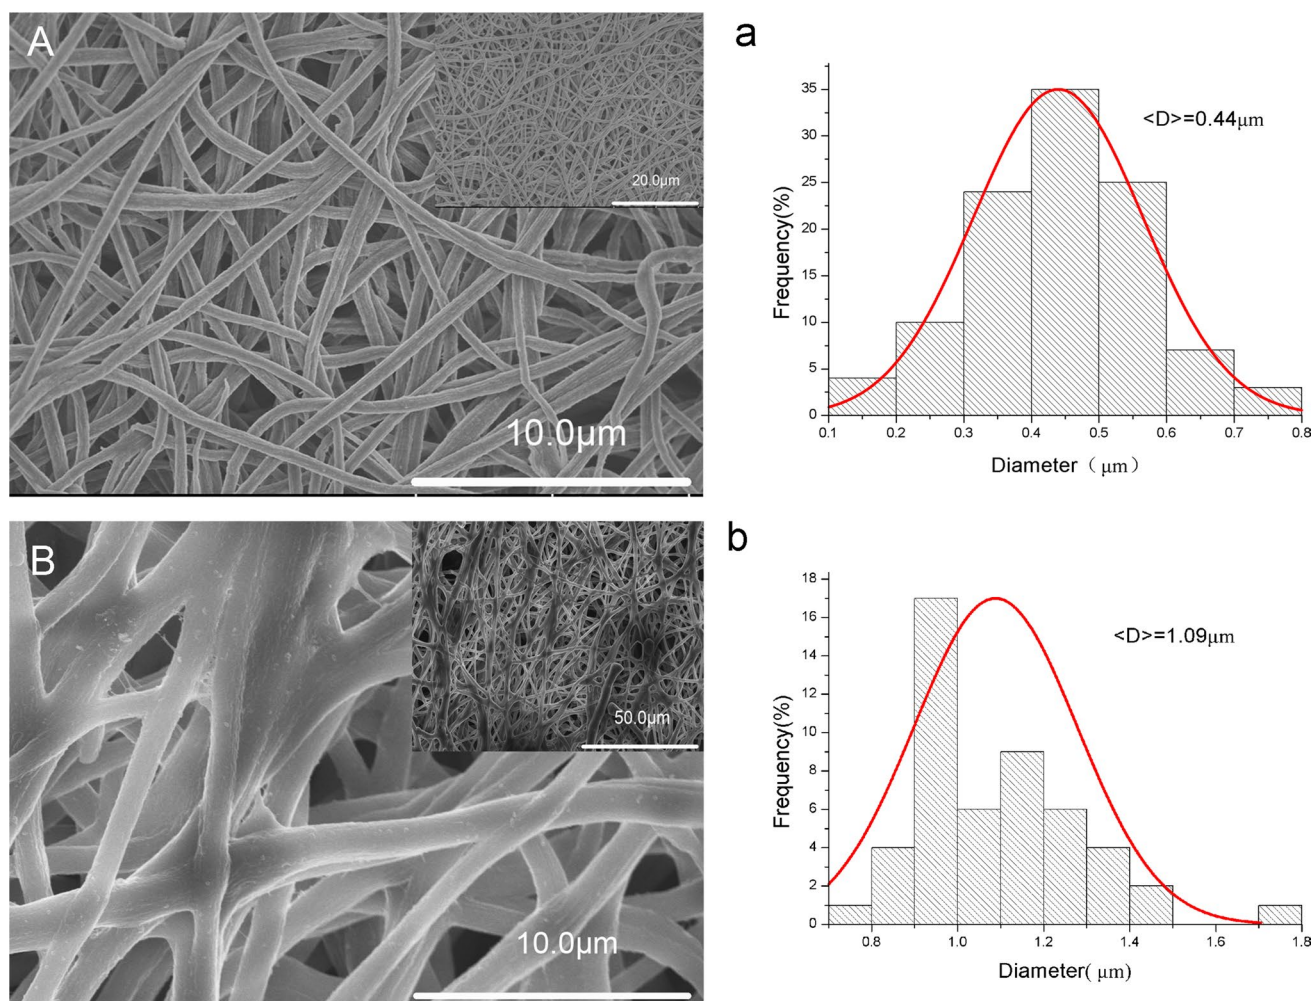 A
20.0μm
10.0μm
a
<D>=0.44μm
Frequency(%)
35
30
25
20
15
10
5
0
0.1 0.2 0.3 0.4 0.5 0.6 0.7 0.8
Diameter（μm）
B
50.0μm
10.0μm
b
<D>=1.09μm
Frequency(%)
18
16
14
12
10
8
6
4
2
0
0.8 1.0 1.2 1.4 1.6 1.8
Diameter( μm)